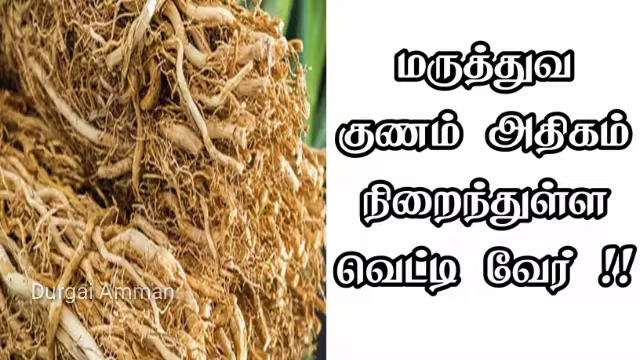 மருத்துவ
குணம் அதிகம்
நிறைந்துள்ள
வெட்டி வேர் !!
Durgai Amman